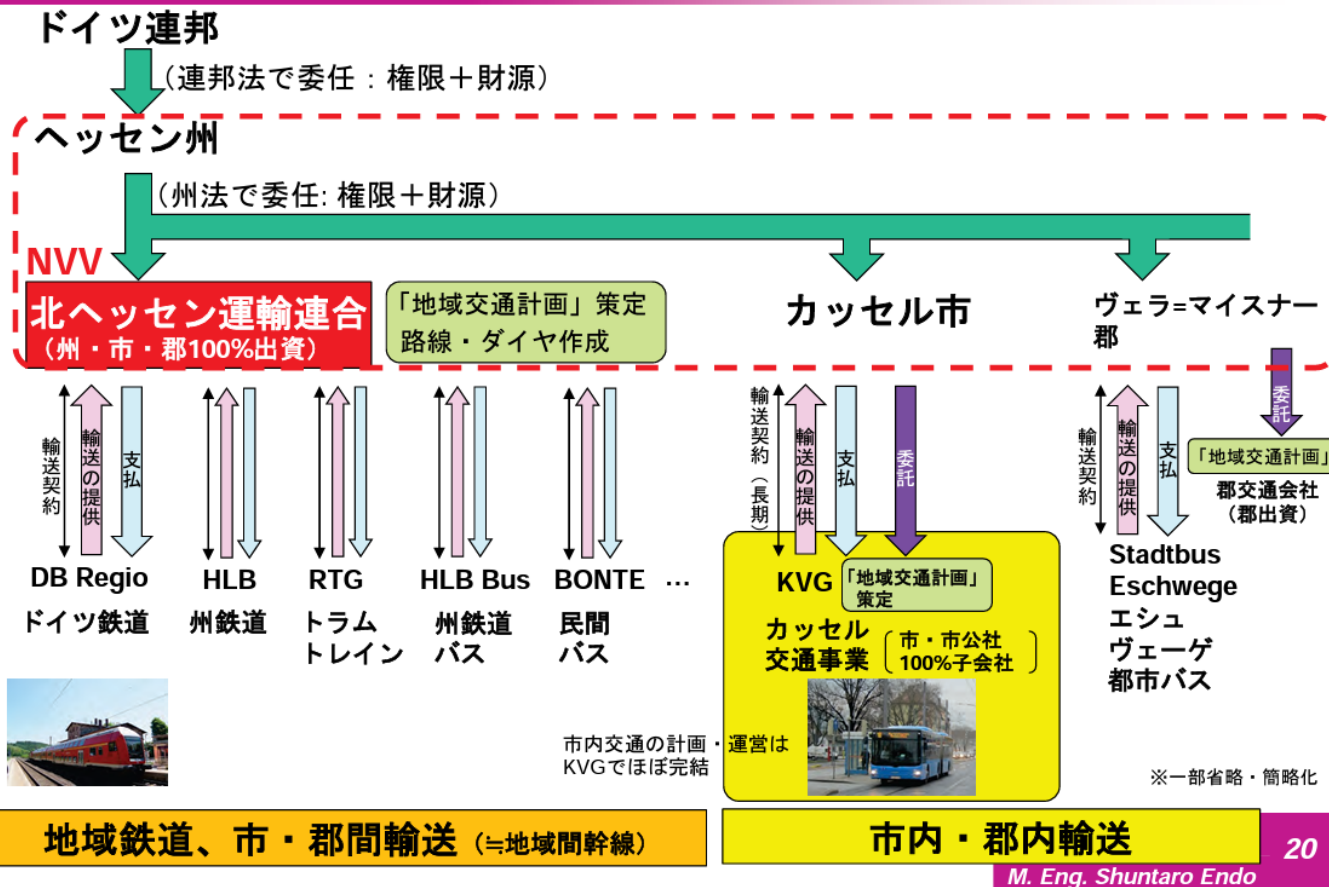 ドイツ連邦
（連邦法で委任：権限＋財源）
ヘッセン州
（州法で委任: 権限＋財源）
NVV
北ヘッセン運輸連合
（州・市・郡100%出資）
「地域交通計画」策定
路線・ダイヤ作成
カッセル市
ヴェラ=マイスナー
郡
輸送契約
輸送の提供
支払
輸送契約（長期）
輸送の提供
支払
委託
輸送契約
輸送の提供
支払
委託
「地域交通計画」
郡交通会社
（郡出資）
DB Regio
ドイツ鉄道
HLB
州鉄道
RTG
トラム
トレイン
HLB Bus
州鉄道
バス
BONTE
民間
バス
…
KVG
「地域交通計画」
策定
カッセル
交通事業
市・市公社
100%子会社
Stadtbus
Eschwege
エシュ
ヴェーゲ
都市バス
市内交通の計画・運営は
KVGでほぼ完結
※一部省略・簡略化
地域鉄道、市・郡間輸送（≒地域間幹線）
市内・郡内輸送
20
M. Eng. Shuntaro Endo